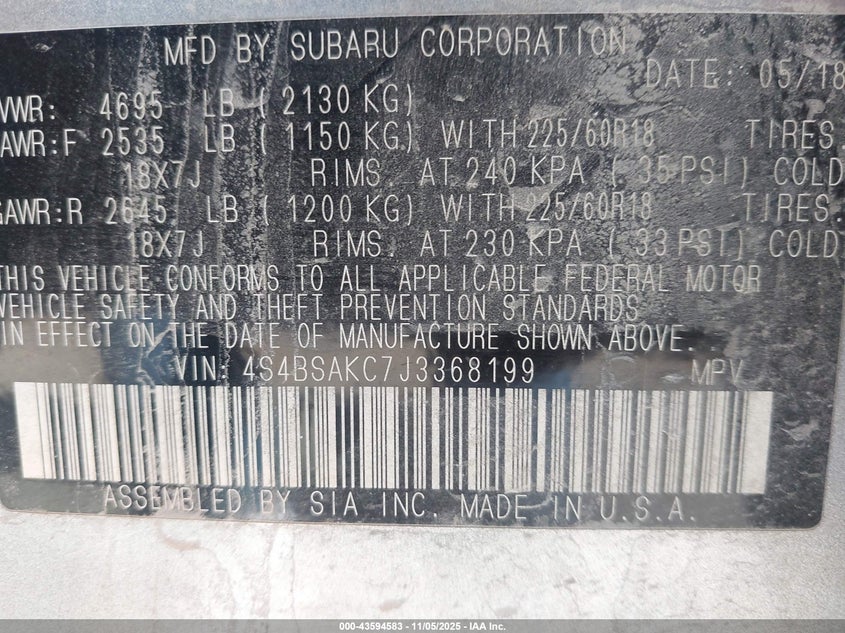 MFD BY SUBARU CORPORATION
DATE: 05/18
VWR: 4695 LB ( 2130 KG)
AWR:F 2535 LB ( 1150 KG) WITH 225/60R18 TIRES.
18X7J RIMS. AT 240 KPA ( 35 PSI) COLD
GAWR:R 2645 LB ( 1200 KG) WITH 225/60R18 TIRES.
18X7J RIMS. AT 230 KPA ( 33 PSI) COLD
THIS VEHICLE CONFORMS TO ALL APPLICABLE FEDERAL MOTOR
VEHICLE SAFETY AND THEFT PREVENTION STANDARDS
IN EFFECT ON THE DATE OF MANUFACTURE SHOWN ABOVE.
VIN: 4S4BSAKC7J3368199 MPV
ASSEMBLED BY SIA INC. MADE IN U.S.A.
000-43594583 - 11/05/2025 - IAA Inc.